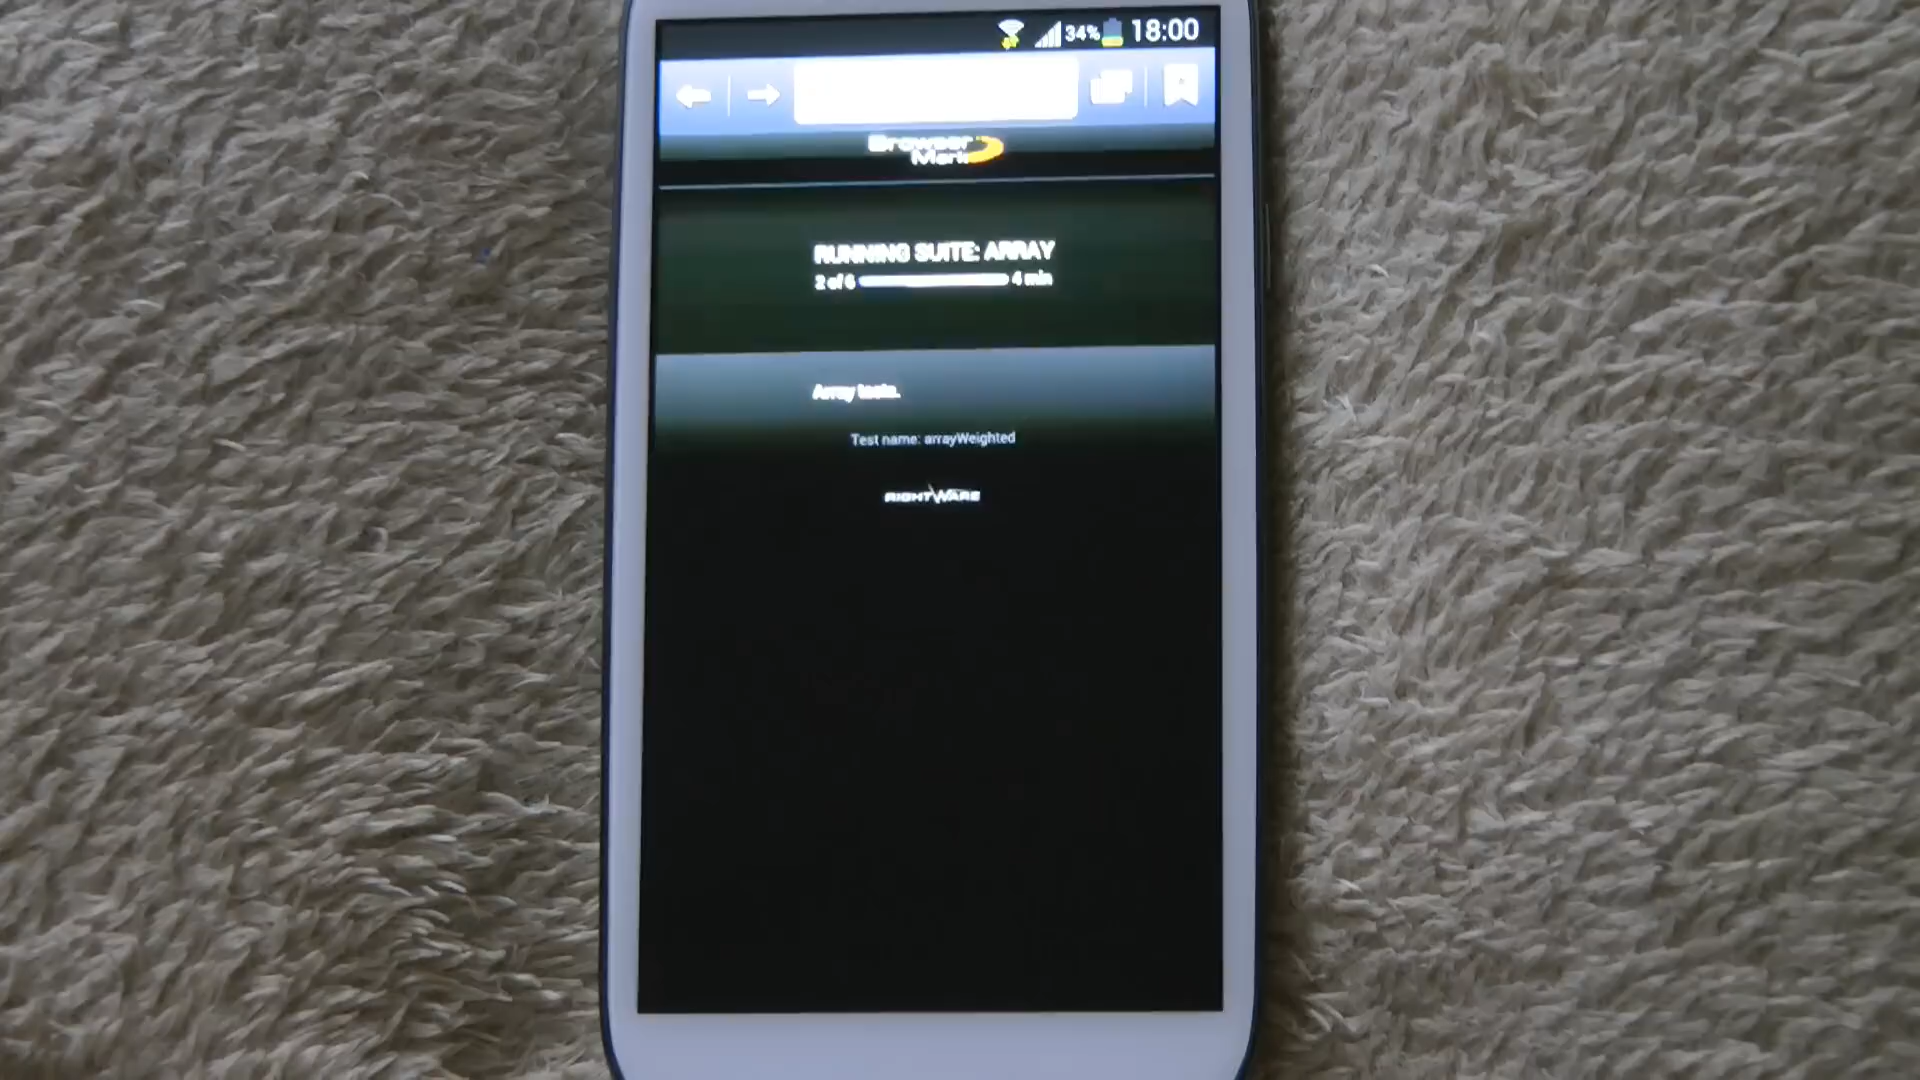 34% 18:00
Browser
Mark
RUNNING SUITE: ARRAY
2 of 6 4 min
Array tests.
Test name: arrayWeighted
RIGHTWARE